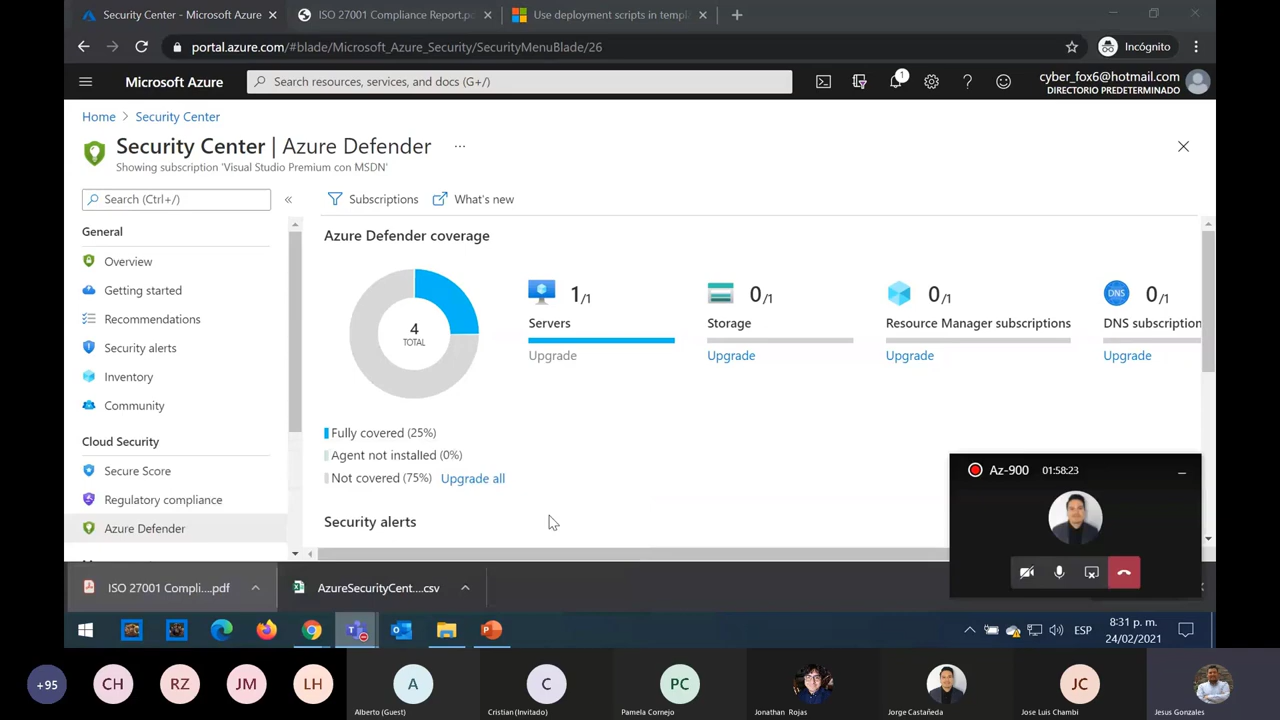 Security Center - Microsoft Azure
ISO 27001 Compliance Report.pd
Use deployment scripts in templ
portal.azure.com/#blade/Microsoft_Azure_Security/SecurityMenuBlade/26
Incógnito
Microsoft Azure
Search resources, services, and docs (G+/)
1
cyber_fox6@hotmail.com
DIRECTORIO PREDETERMINADO
Home > Security Center
Security Center | Azure Defender ...
Showing subscription 'Visual Studio Premium con MSDN'
Search (Ctrl+/)
«
Subscriptions
What's new
General
Overview
Getting started
Recommendations
Security alerts
Inventory
Community
Cloud Security
Secure Score
Regulatory compliance
Azure Defender
Azure Defender coverage
4
TOTAL
1/1
Servers
Upgrade
0/1
Storage
Upgrade
0/1
Resource Manager subscriptions
Upgrade
DNS
0/1
DNS subscription
Upgrade
Fully covered (25%)
Agent not installed (0%)
Not covered (75%) Upgrade all
Security alerts
Az-900 01:58:23
ISO 27001 Compli....pdf
AzureSecurityCent....csv
ESP
8:31 p. m.
24/02/2021
+95
CH
RZ
JM
LH
A
Alberto (Guest)
C
Cristian (Invitado)
PC
Pamela Cornejo
Jonathan Rojas
Jorge Castañeda
JC
Jose Luis Chambi
Jesus Gonzales